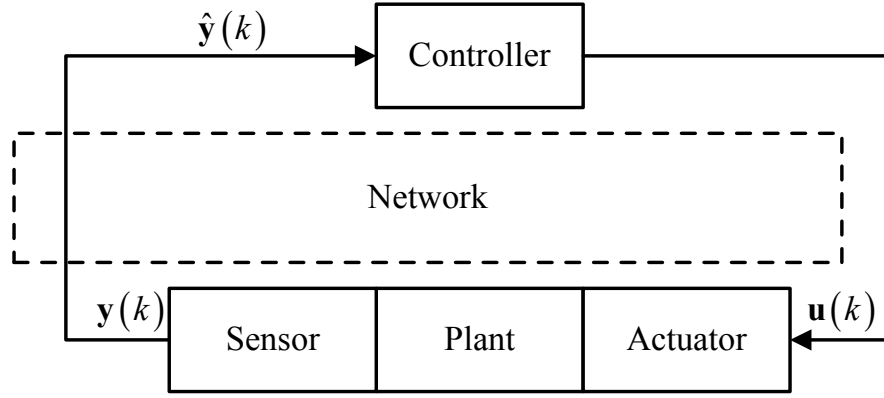 ŷ(k)
Controller
Network
y(k)
Sensor
Plant
Actuator
u(k)